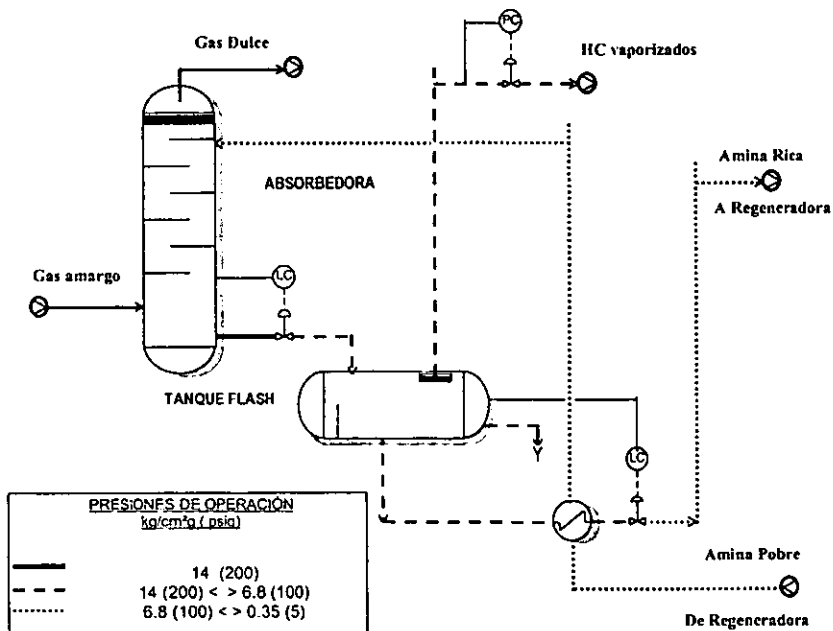 PC
Gas Dulce
HC vaporizados
Amina Rica
A Regeneradora
ABSORBEDORA
Gas amargo
LC
TANQUE FLASH
LC
PRESIONES DE OPERACIÓN
kg/cm²g ( psig)
14 (200)
14 (200) < > 6.8 (100)
6.8 (100) < > 0.35 (5)
Amina Pobre
De Regeneradora